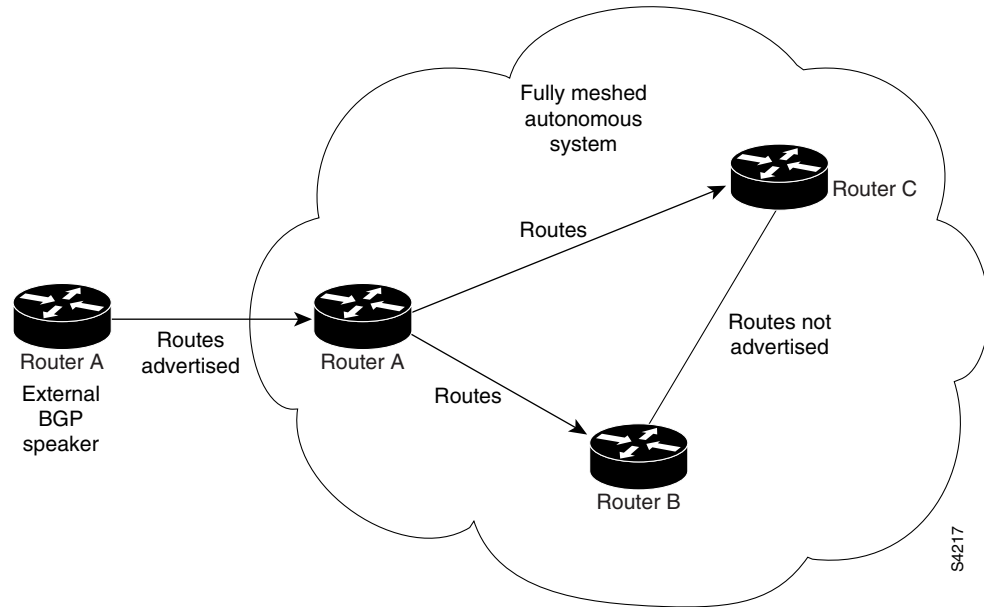 Fully meshed
autonomous
system
Router C
Routes
Routes not
advertised
Router A
External
BGP
speaker
Routes
advertised
Router A
Routes
Router B
S4217